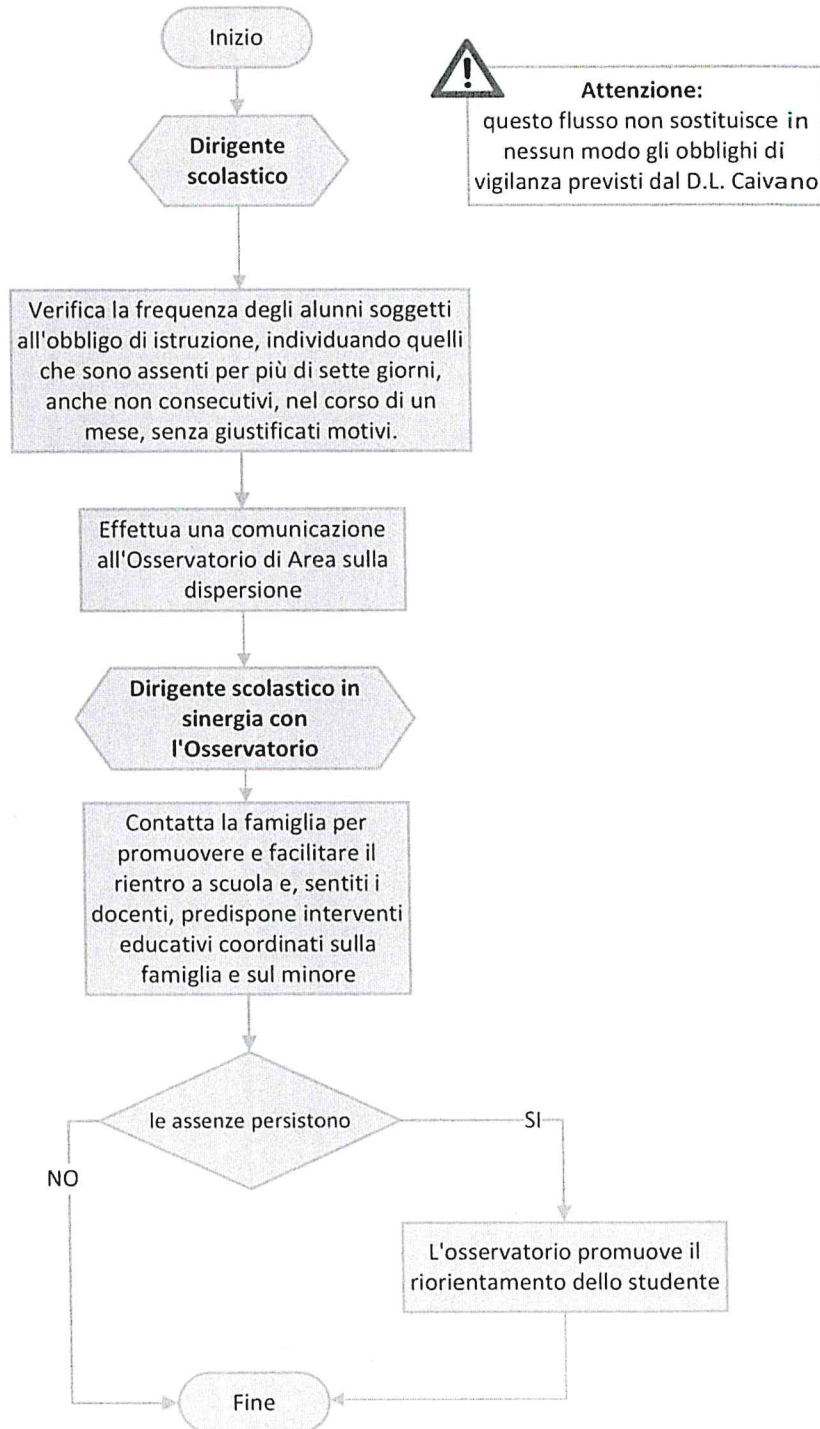 Inizio
Attenzione:
questo flusso non sostituisce in
nessun modo gli obblighi di
vigilanza previsti dal D.L. Caivano
Dirigente
scolastico
Verifica la frequenza degli alunni soggetti
all'obbligo di istruzione, individuando quelli
che sono assenti per più di sette giorni,
anche non consecutivi, nel corso di un
mese, senza giustificati motivi.
Effettua una comunicazione
all'Osservatorio di Area sulla
dispersione
Dirigente scolastico in
sinergia con
l'Osservatorio
Contatta la famiglia per
promuovere e facilitare il
rientro a scuola e, sentiti i
docenti, predispone interventi
educativi coordinati sulla
famiglia e sul minore
le assenze persistono
SI
NO
L'osservatorio promuove il
riorientamento dello studente
Fine